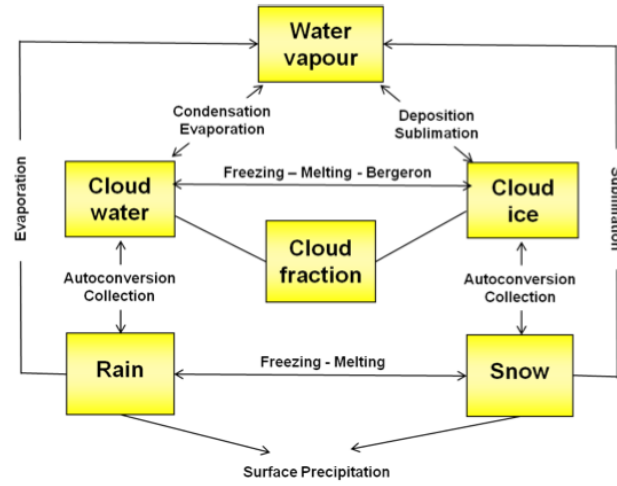 Water
vapour
Condensation
Evaporation
Deposition
Sublimation
Evaporation
Sublimation
Cloud
water
Freezing – Melting - Bergeron
Cloud
ice
Cloud
fraction
Autoconversion
Collection
Autoconversion
Collection
Rain
Freezing - Melting
Snow
Surface Precipitation